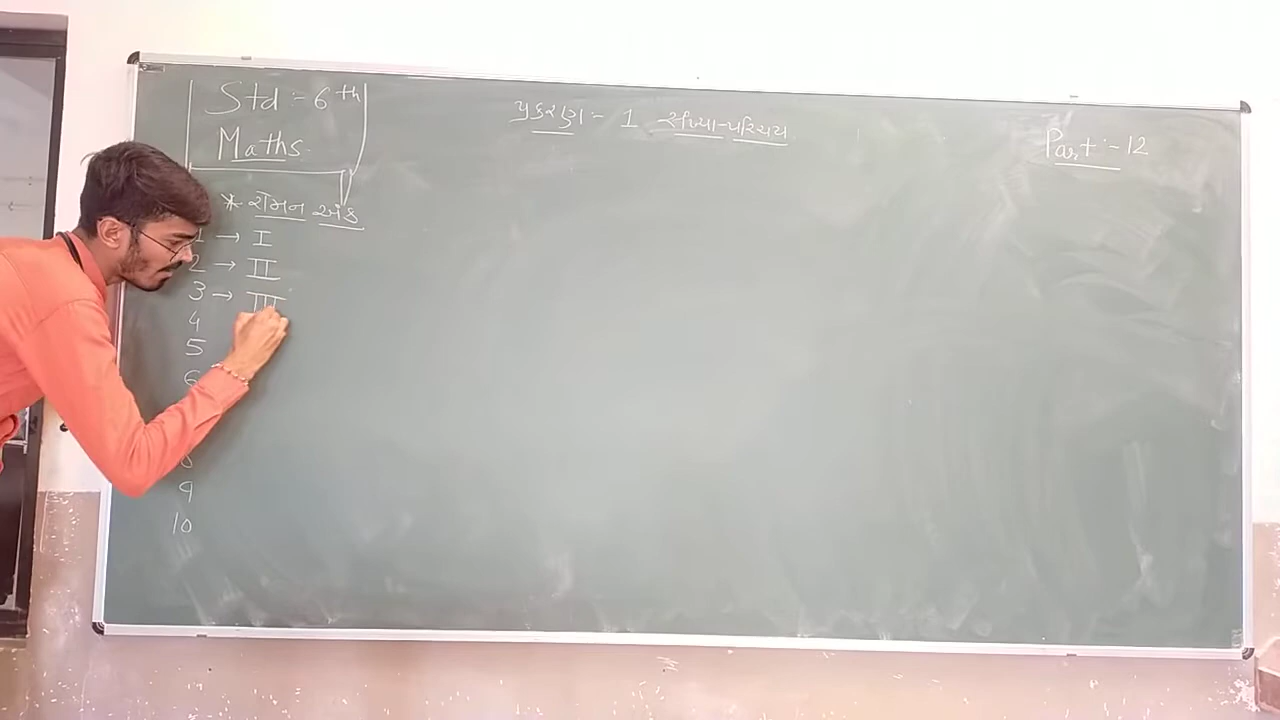 Std :- 6th
Maths
પ્રકરણ :- 1 સંખ્યા-પરિચય
Part :- 12
* રોમન અંક
1 → I
2 → II
3 → III
4
5
6
8
9
10